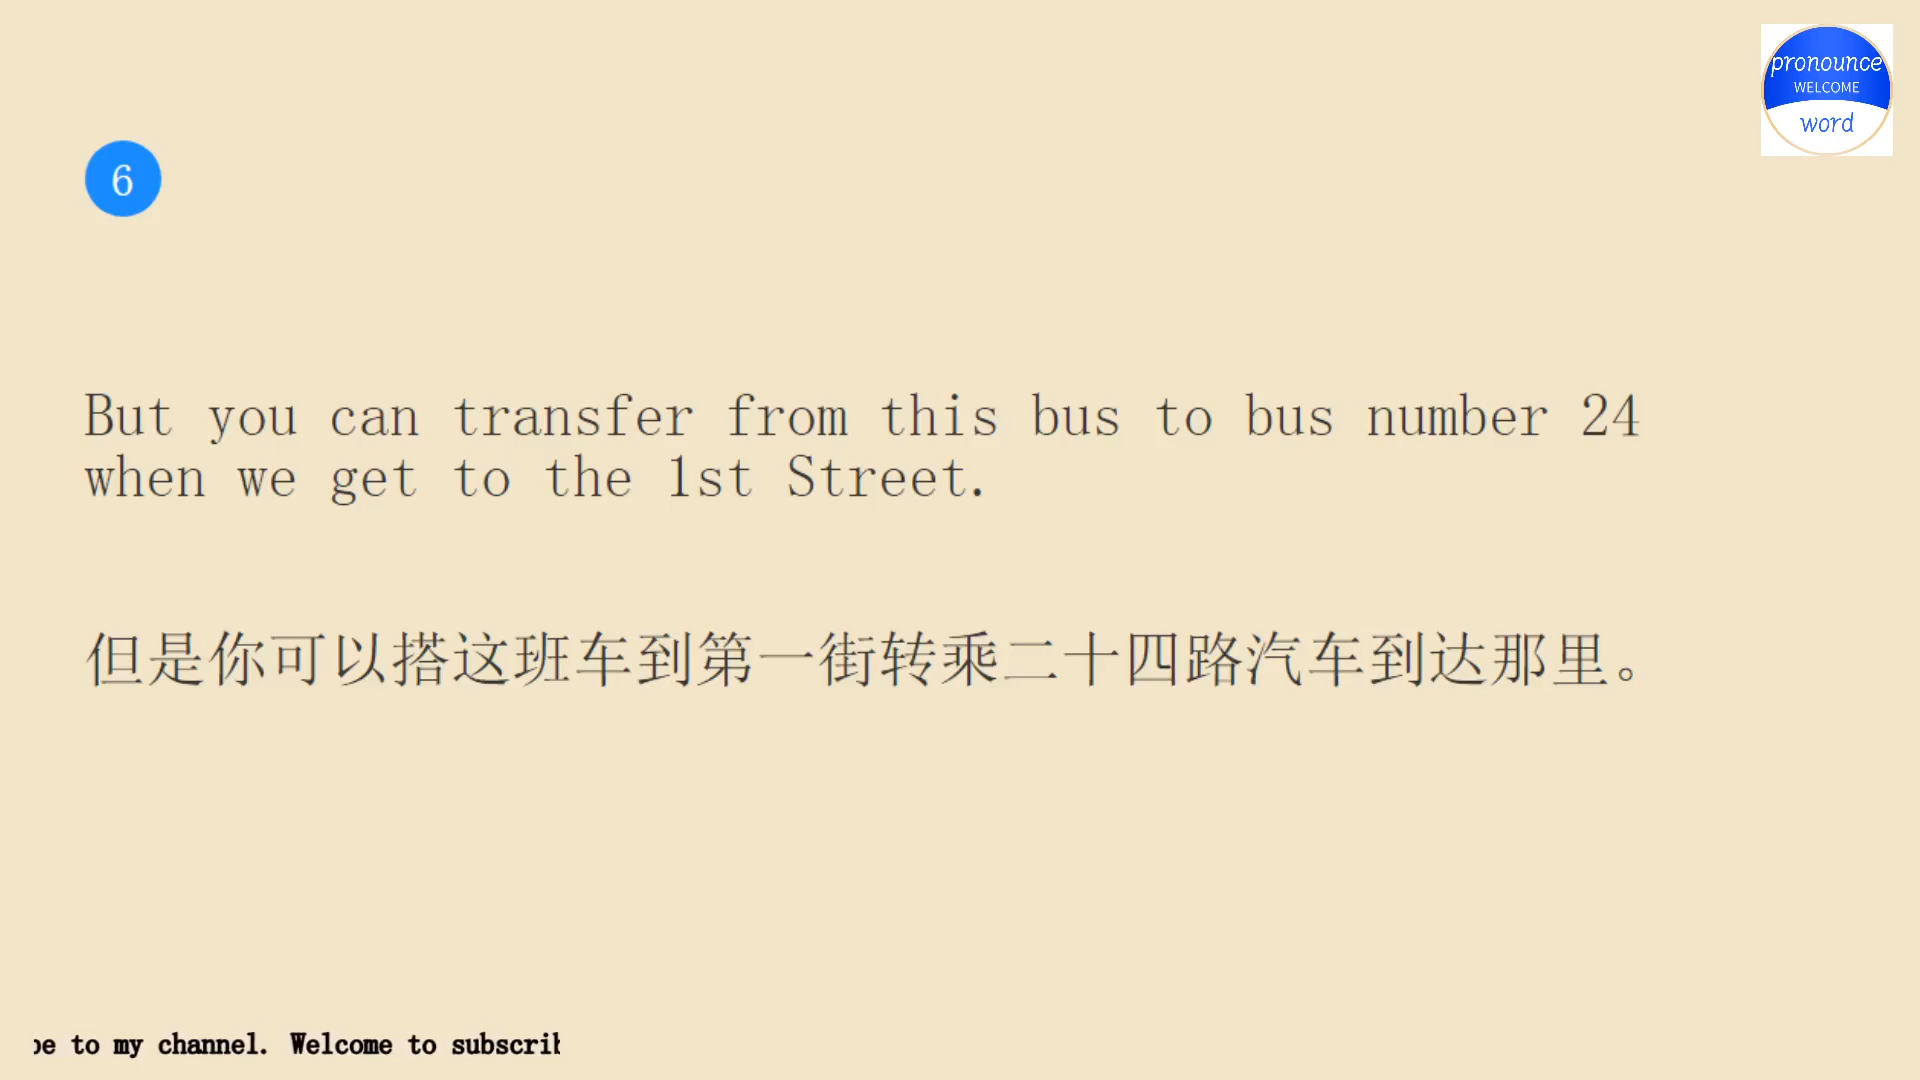 pronounce
WELCOME
word
6
But you can transfer from this bus to bus number 24
when we get to the 1st Street.
但是你可以搭这班车到第一街转乘二十四路汽车到达那里。
be to my channel. Welcome to subscrib